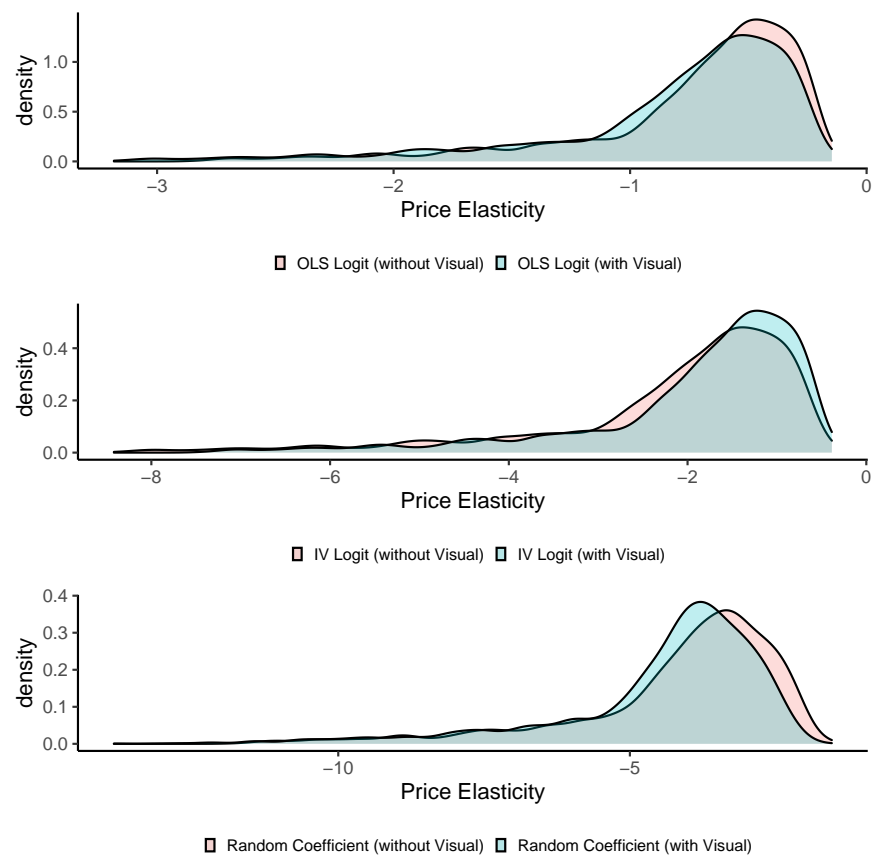 density
1.0
0.5
0.0
−3 −2 −1 0
Price Elasticity
OLS Logit (without Visual) OLS Logit (with Visual)
density
0.4
0.2
0.0
−8 −6 −4 −2 0
Price Elasticity
IV Logit (without Visual) IV Logit (with Visual)
density
0.4
0.3
0.2
0.1
0.0
−10 −5
Price Elasticity
Random Coefficient (without Visual) Random Coefficient (with Visual)